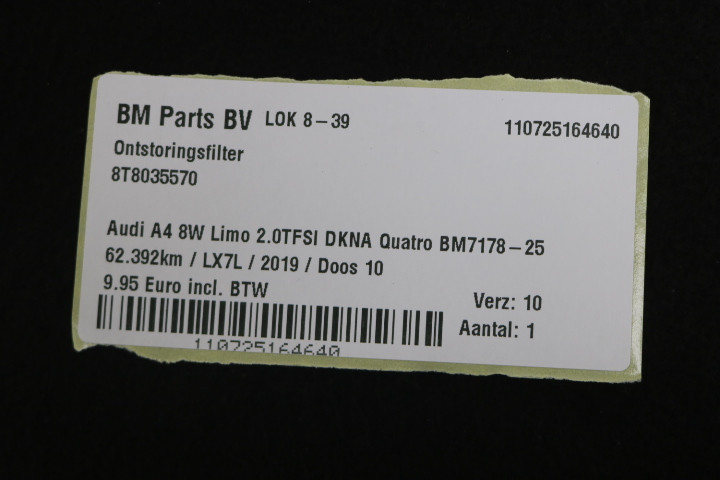 BM Parts BV LOK 8-39 110725164640
Ontstoringsfilter
8T8035570
Audi A4 8W Limo 2.0TFSI DKNA Quatro BM7178-25
62.392km / LX7L / 2019 / Doos 10
9.95 Euro incl. BTW Verz: 10
Aantal: 1
110725164640